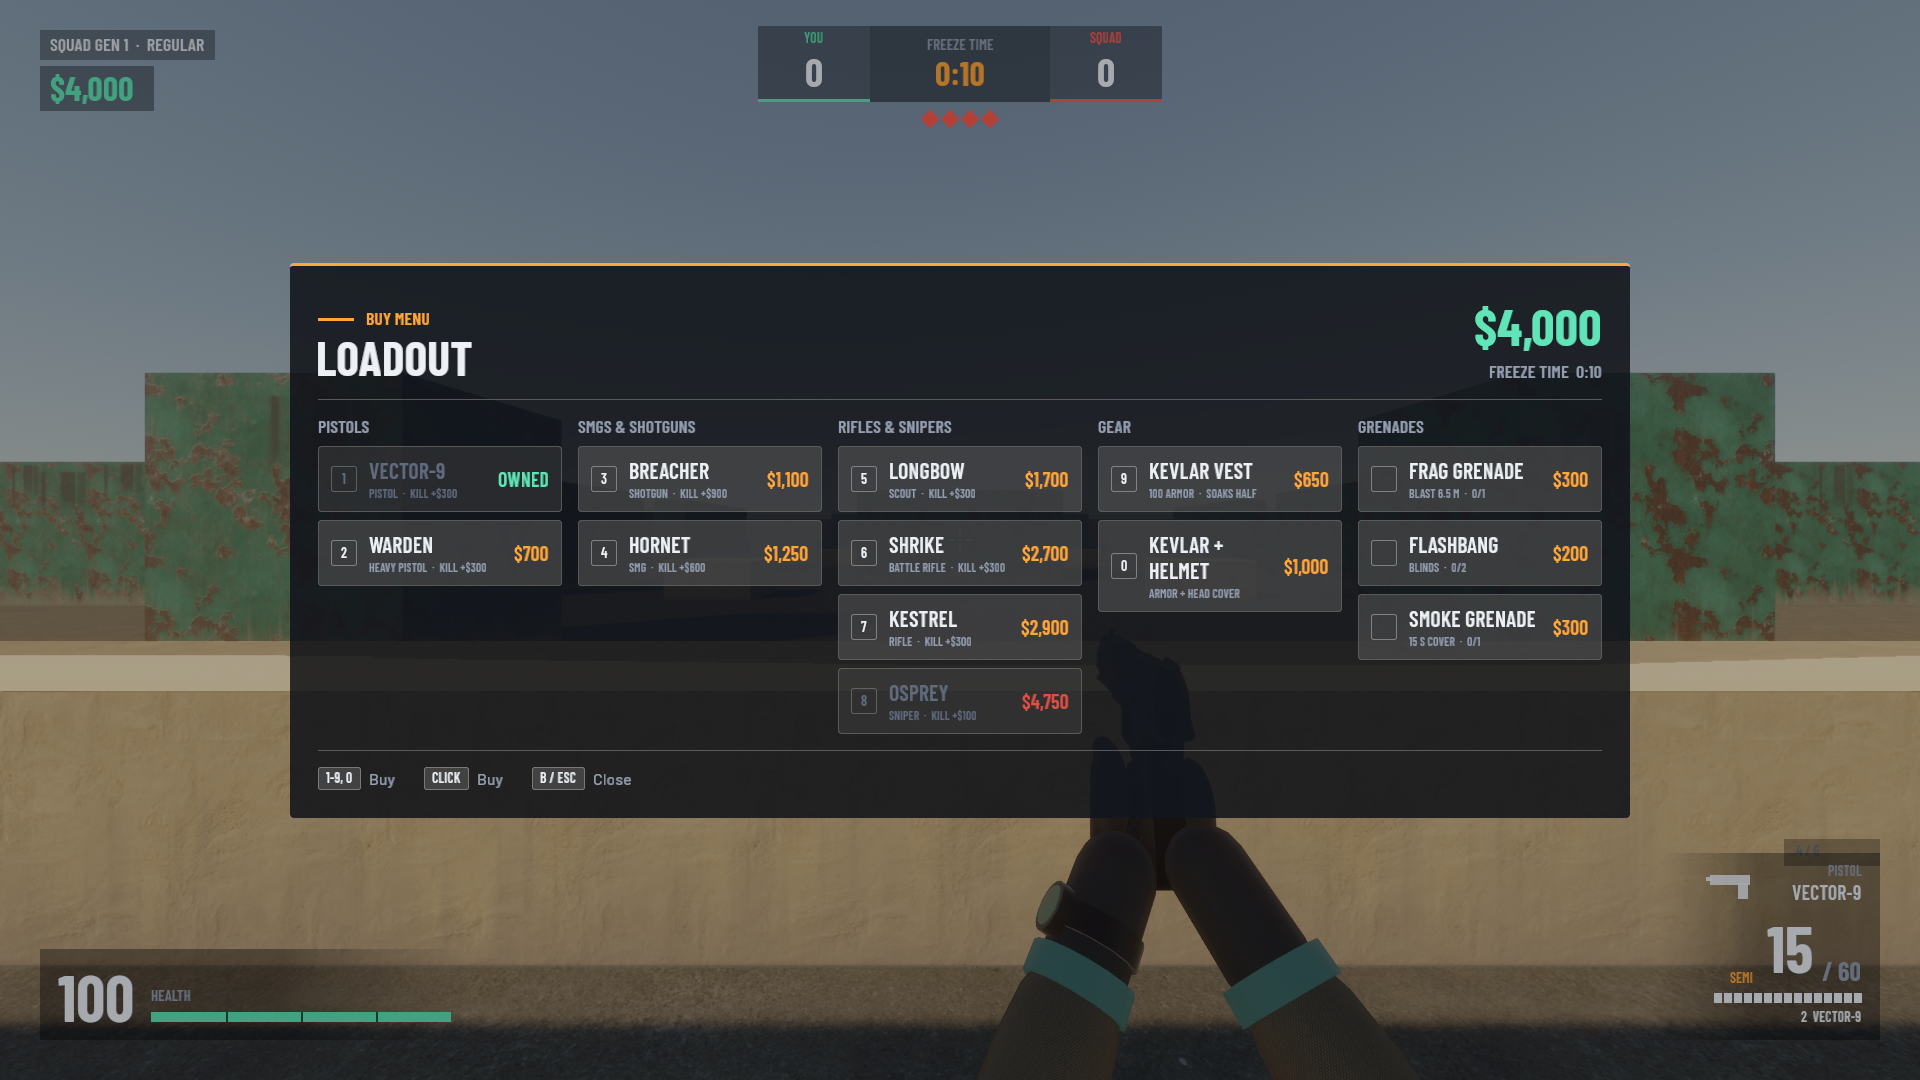 SQUAD GEN 1 · REGULAR
$4,000
YOU
0
FREEZE TIME
0:10
SQUAD
0
BUY MENU
LOADOUT
$4,000
FREEZE TIME 0:10
PISTOLS
1 VECTOR-9 OWNED
PISTOL · KILL +$300
2 WARDEN $700
HEAVY PISTOL · KILL +$300
SMGS & SHOTGUNS
3 BREACHER $1,100
SHOTGUN · KILL +$900
4 HORNET $1,250
SMG · KILL +$600
RIFLES & SNIPERS
5 LONGBOW $1,700
SCOUT · KILL +$300
6 SHRIKE $2,700
BATTLE RIFLE · KILL +$300
7 KESTREL $2,900
RIFLE · KILL +$300
8 OSPREY $4,750
SNIPER · KILL +$100
GEAR
9 KEVLAR VEST $650
100 ARMOR · SOAKS HALF
0 KEVLAR +
HELMET $1,000
ARMOR + HEAD COVER
GRENADES
FRAG GRENADE $300
BLAST 6.5 M · 0/1
FLASHBANG $200
BLINDS · 0/2
SMOKE GRENADE $300
15 S COVER · 0/1
1-9, 0 Buy CLICK Buy B / ESC Close
100 HEALTH
PISTOL
VECTOR-9
SEMI 15 / 60
2 VECTOR-9